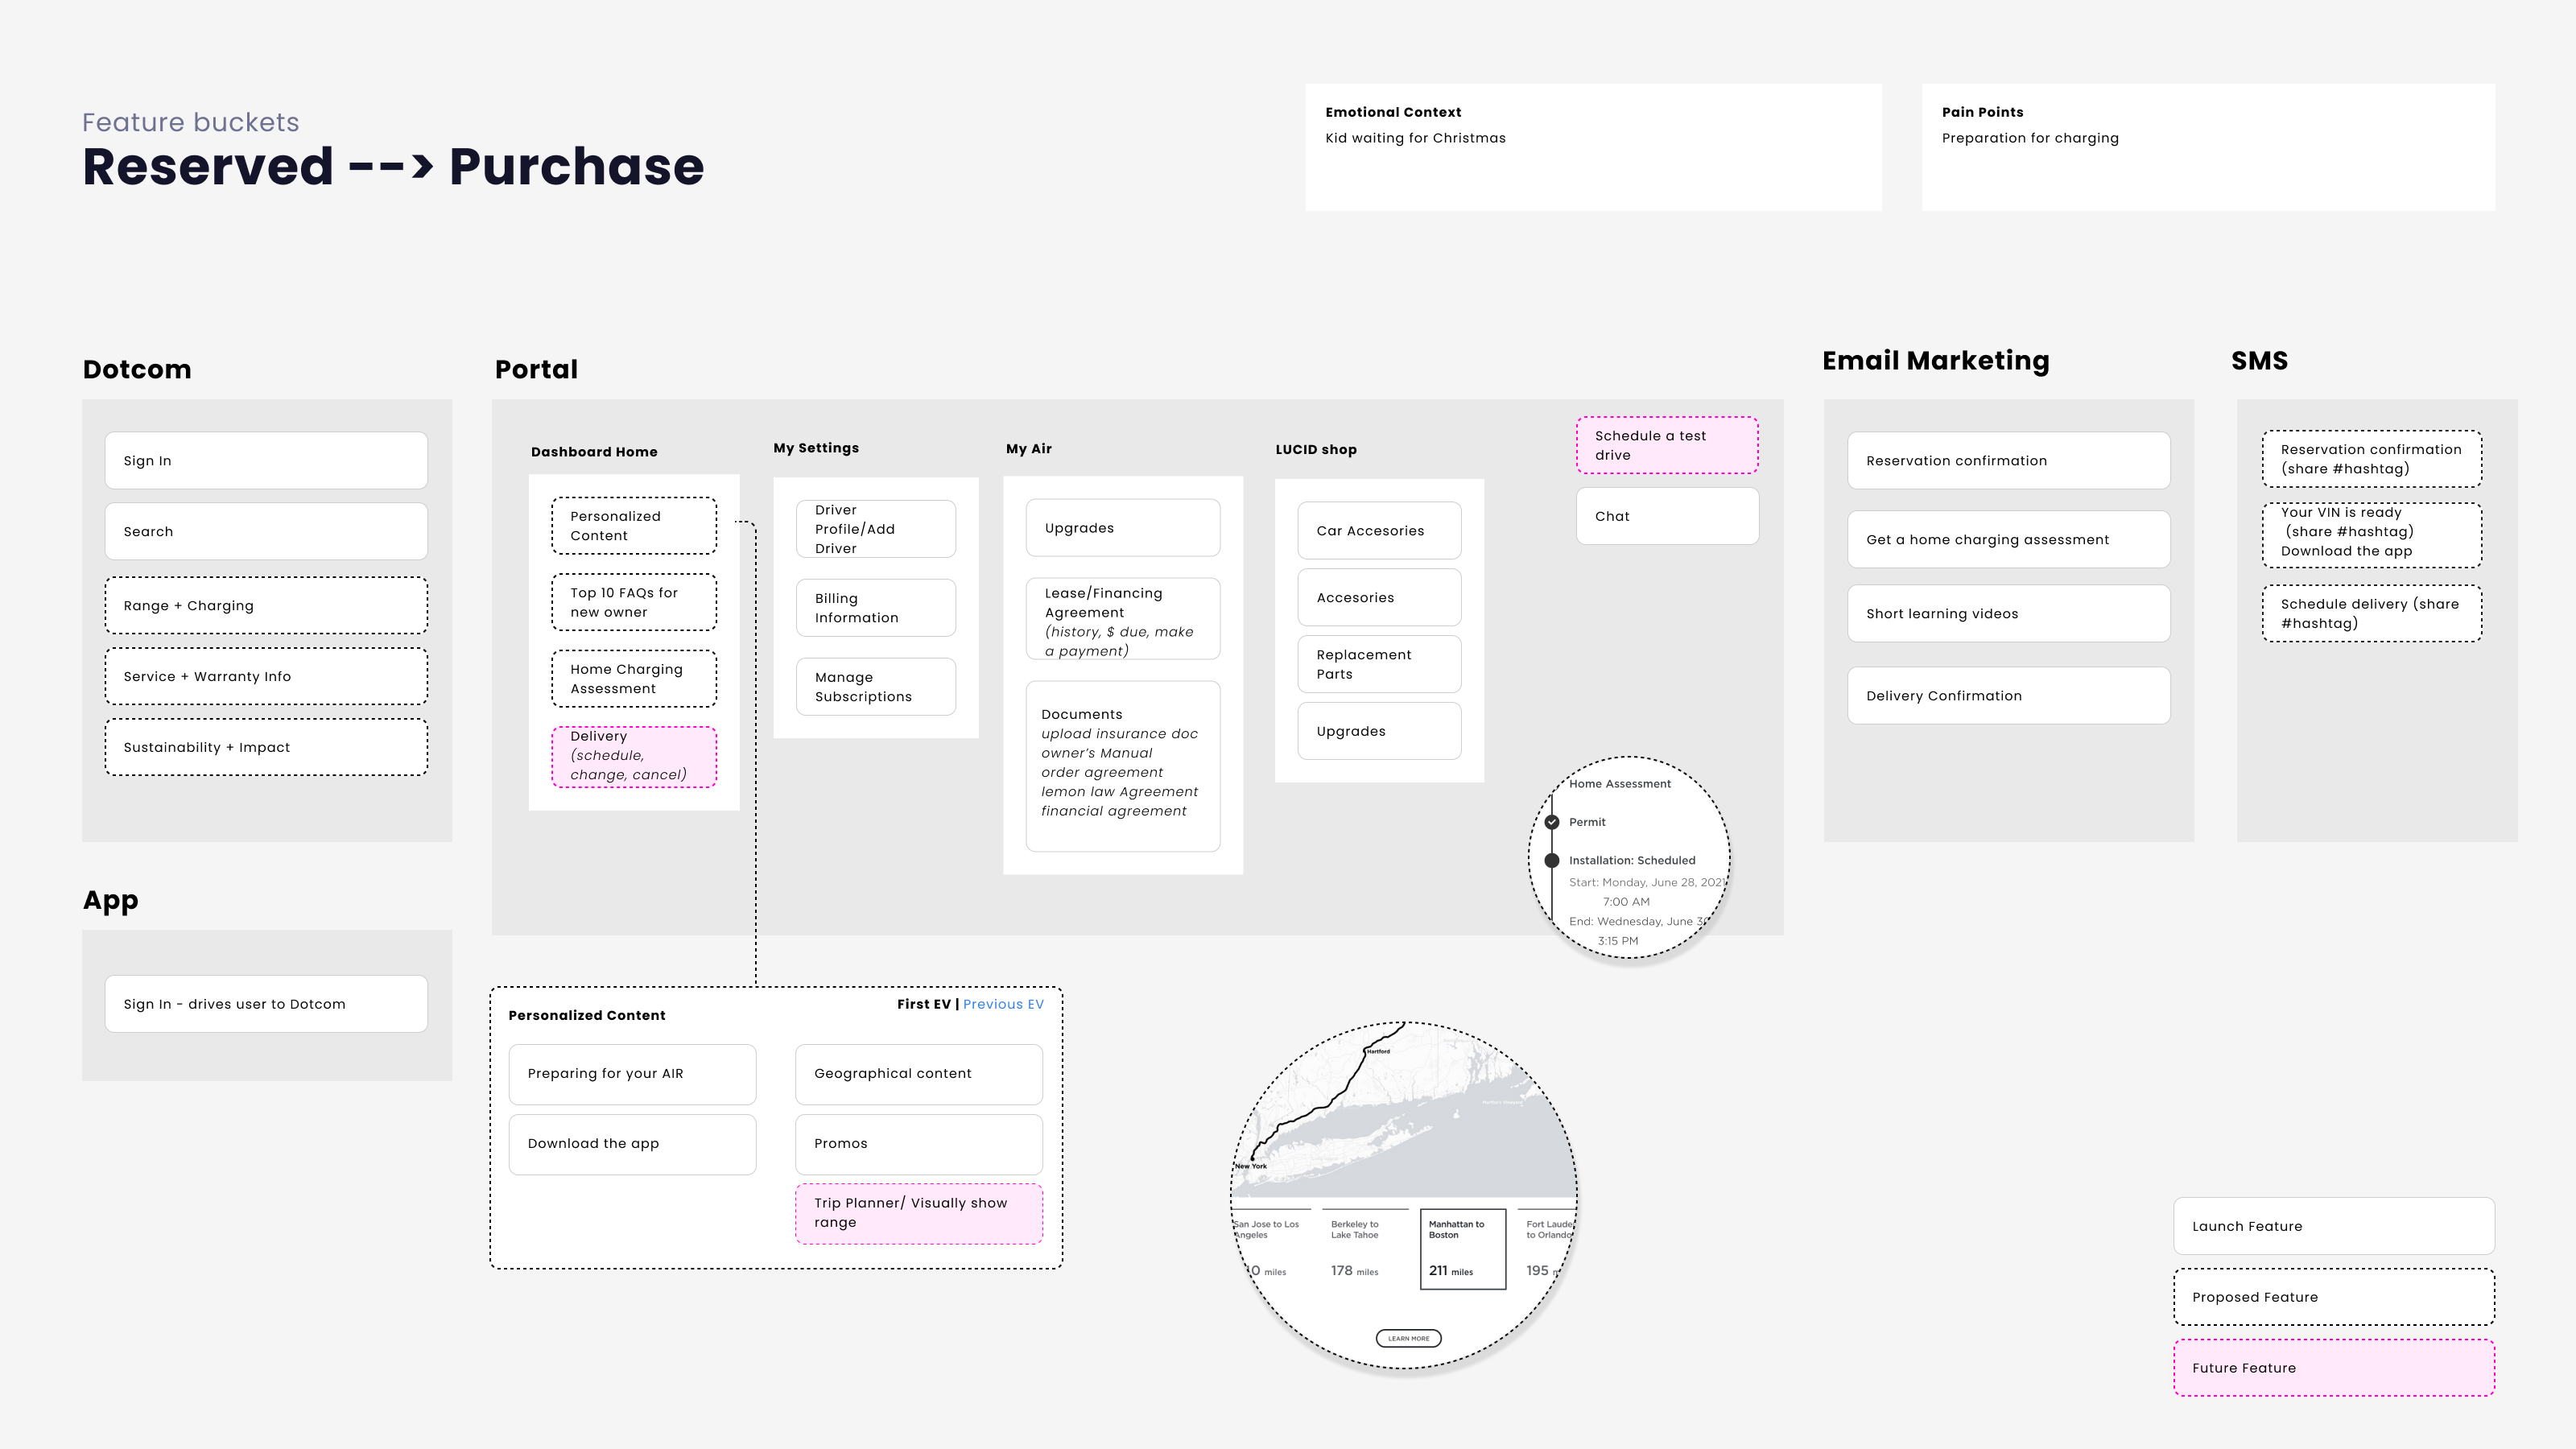 Feature buckets
Reserved --> Purchase
Emotional Context
Kid waiting for Christmas
Pain Points
Preparation for charging
Dotcom
Sign In
Search
Range + Charging
Service + Warranty Info
Sustainability + Impact
App
Sign In - drives user to Dotcom
Portal
Dashboard Home
Personalized
Content
Top 10 FAQs for
new owner
Home Charging
Assessment
Delivery
(schedule,
change, cancel)
My Settings
Driver
Profile/Add
Driver
Billing
Information
Manage
Subscriptions
My Air
Upgrades
Lease/Financing
Agreement
(history, $ due, make
a payment)
Documents
upload insurance doc
owner's Manual
order agreement
lemon law Agreement
financial agreement
LUCID shop
Car Accesories
Accesories
Replacement
Parts
Upgrades
Schedule a test
drive
Chat
Home Assessment
Permit
Installation: Scheduled
Start: Monday, June 28, 2021
7:00 AM
End: Wednesday, June 30
3:15 PM
Email Marketing
Reservation confirmation
Get a home charging assessment
Short learning videos
Delivery Confirmation
SMS
Reservation confirmation
(share #hashtag)
Your VIN is ready
(share #hashtag)
Download the app
Schedule delivery (share
#hashtag)
First EV | Previous EV
Personalized Content
Preparing for your AIR
Download the app
Geographical content
Promos
Trip Planner/ Visually show
range
Hartford
New York
San Jose to Los
Angeles
miles
Berkeley to
Lake Tahoe
178 miles
Manhattan to
Boston
211 miles
Fort
to Orlando
195
LEARN MORE
Launch Feature
Proposed Feature
Future Feature